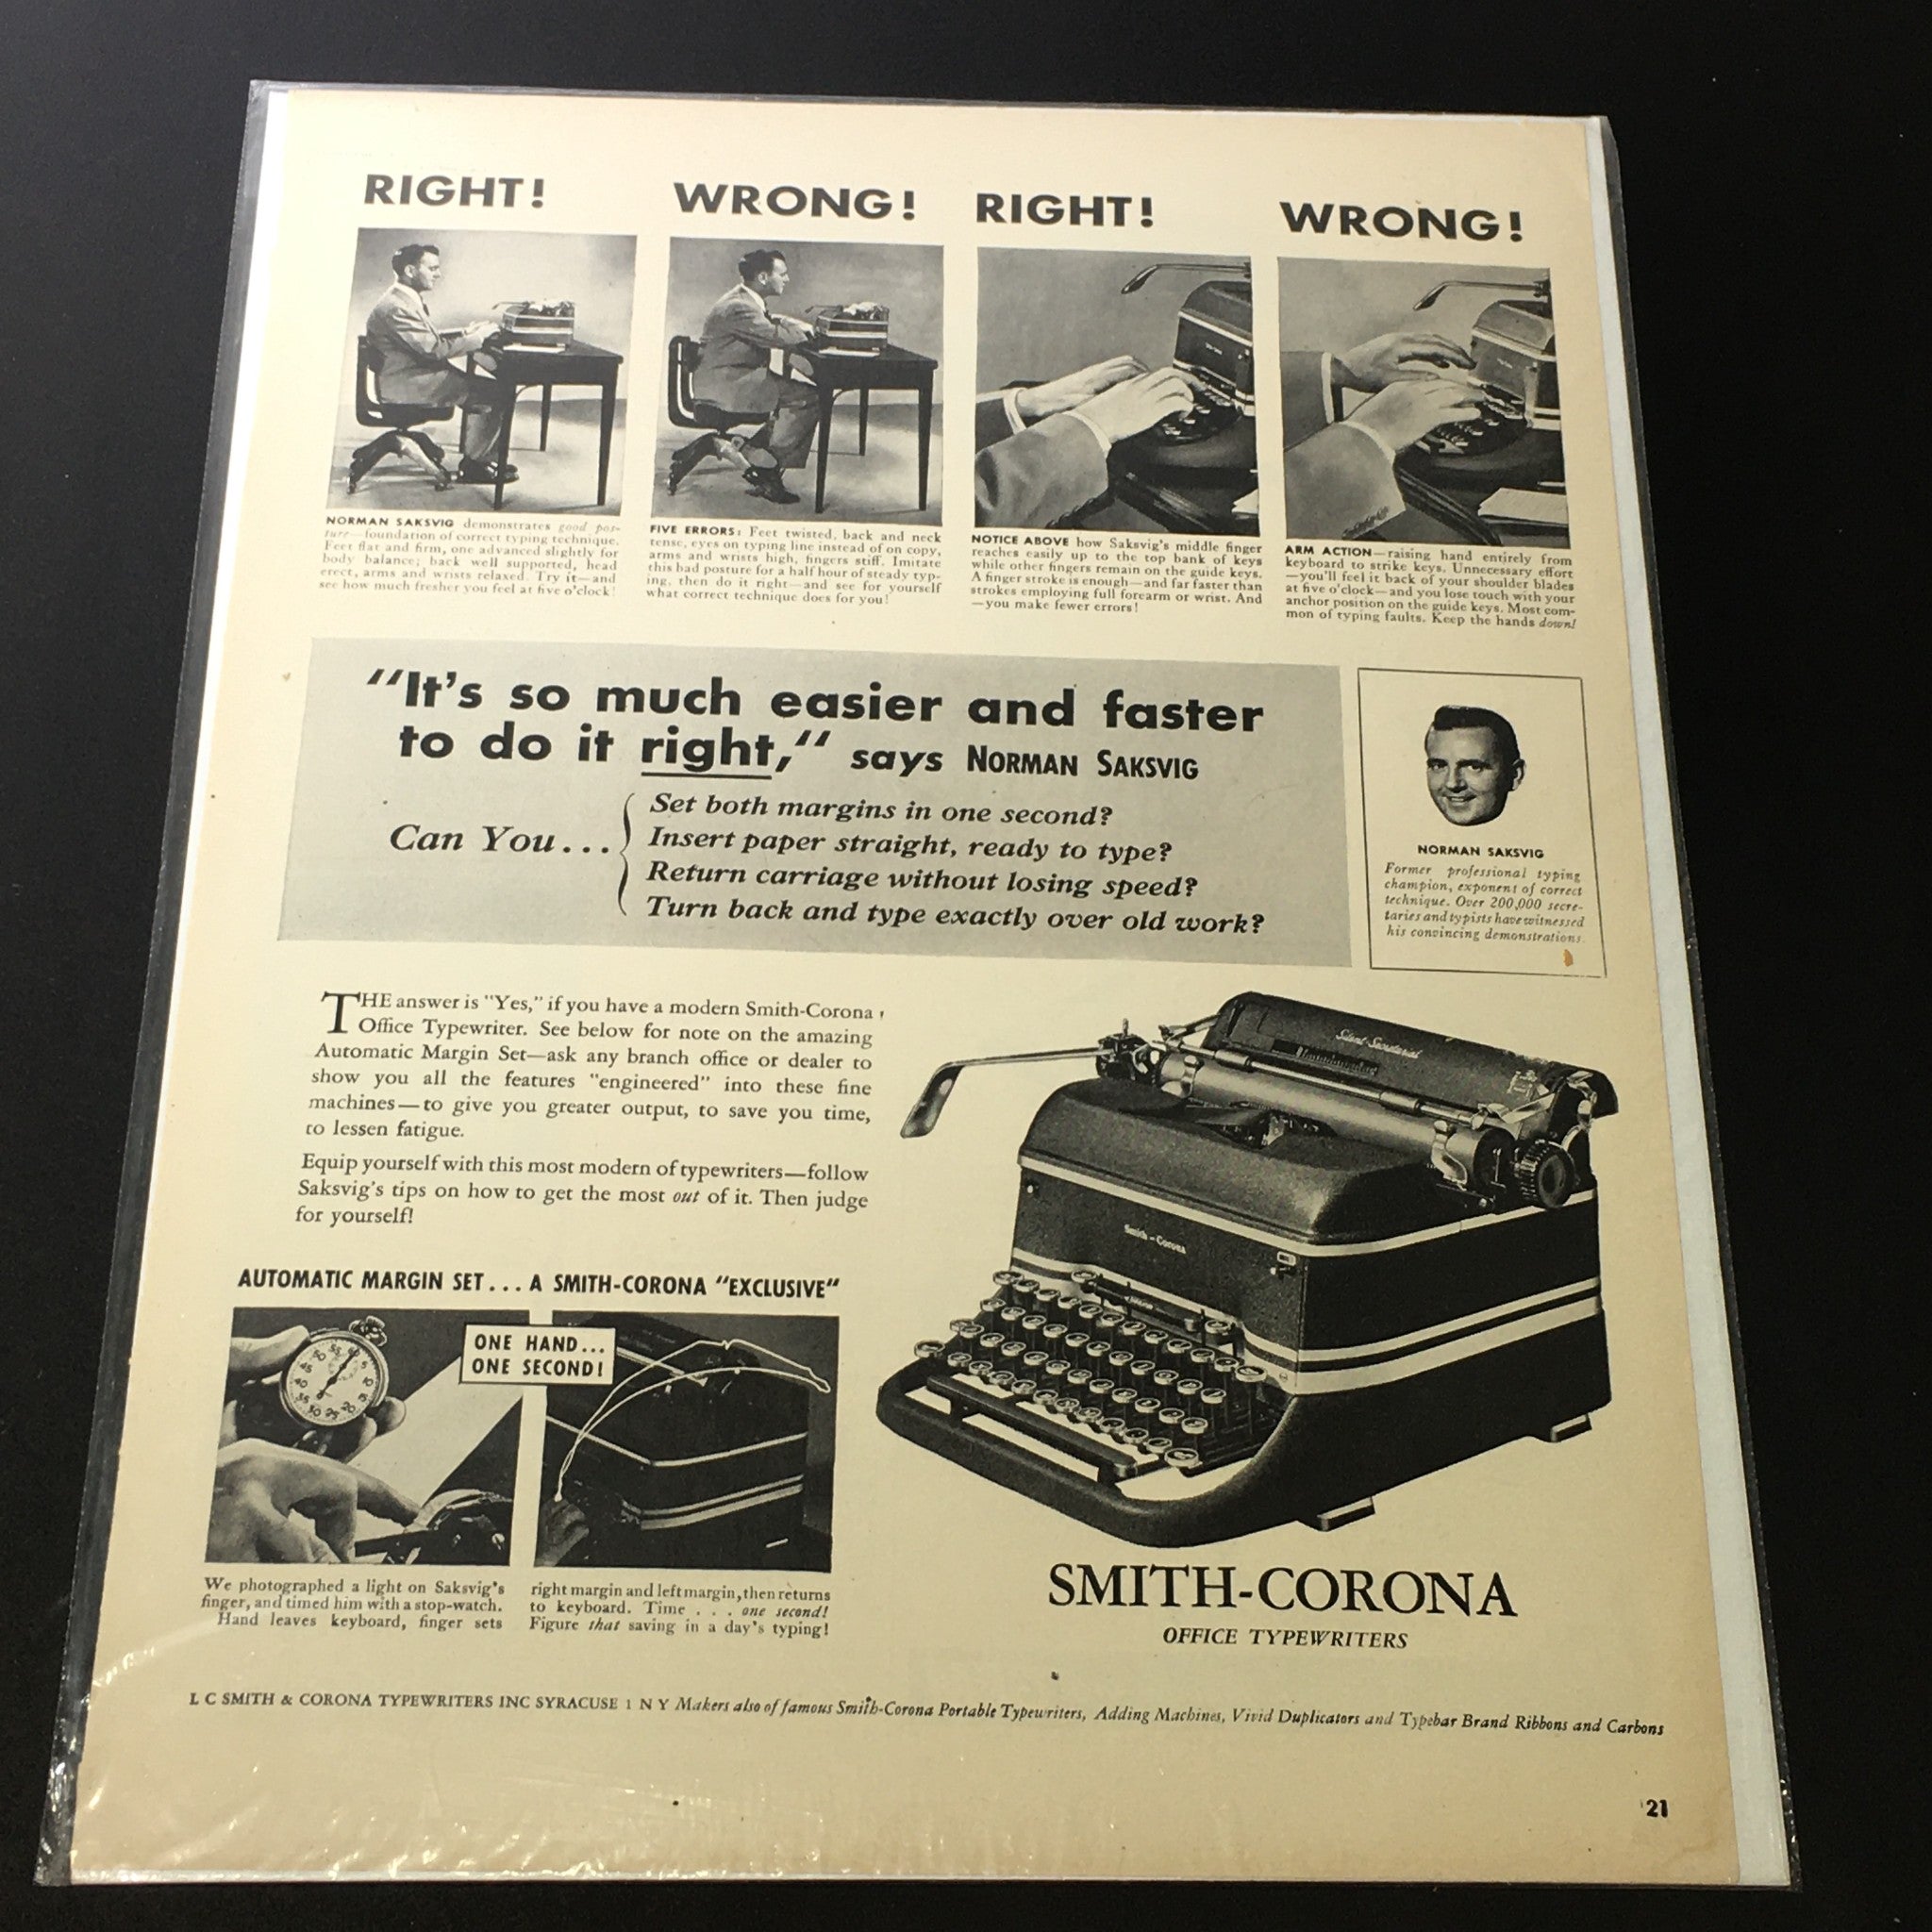 RIGHT!
WRONG!
RIGHT!
WRONG!
NORMAN SAKSVIG demonstrates good pos-
ture—foundation of correct typing technique.
Feet flat and firm, one advanced slightly for
body balance; back well supported, head
erect, arms and wrists relaxed. Try it—and
see how much fresher you feel at five o'clock!
FIVE ERRORS: Feet twisted, back and neck
tense, eyes on typing line instead of on copy,
arms and wrists high, fingers stiff. Imitate
this bad posture for a half hour of steady typ-
ing, then do it right—and see for yourself
what correct technique does for you!
NOTICE ABOVE how Saksvig's middle finger
reaches easily up to the top bank of keys
while other fingers remain on the guide keys.
A finger stroke is enough—and far faster than
strokes employing full forearm or wrist. And
—you make fewer errors!
ARM ACTION—raising hand entirely from
keyboard to strike keys. Unnecessary effort
—you'll feel it back of your shoulder blades
at five o'clock—and you lose touch with your
anchor position on the guide keys. Most com-
mon of typing faults. Keep the hands down!
"It's so much easier and faster
to do it right," says NORMAN SAKSVIG
Can You...
Set both margins in one second?
Insert paper straight, ready to type?
Return carriage without losing speed?
Turn back and type exactly over old work?
NORMAN SAKSVIG
Former professional typing
champion, exponent of correct
technique. Over 200,000 secre-
taries and typists have witnessed
his convincing demonstrations.
THE answer is "Yes," if you have a modern Smith-Corona
Office Typewriter. See below for note on the amazing
Automatic Margin Set—ask any branch office or dealer to
show you all the features "engineered" into these fine
machines—to give you greater output, to save you time,
to lessen fatigue.
Equip yourself with this most modern of typewriters—follow
Saksvig's tips on how to get the most out of it. Then judge
for yourself!
Silent Secretarial
Smith-Corona
AUTOMATIC MARGIN SET... A SMITH-CORONA "EXCLUSIVE"
ONE HAND...
ONE SECOND!
We photographed a light on Saksvig's
finger, and timed him with a stop-watch.
Hand leaves keyboard, finger sets
right margin and left margin, then returns
to keyboard. Time . . . one second!
Figure that saving in a day's typing!
SMITH-CORONA
OFFICE TYPEWRITERS
L C SMITH & CORONA TYPEWRITERS INC SYRACUSE 1 N Y Makers also of famous Smith-Corona Portable Typewriters, Adding Machines, Vivid Duplicators and Typebar Brand Ribbons and Carbons
21